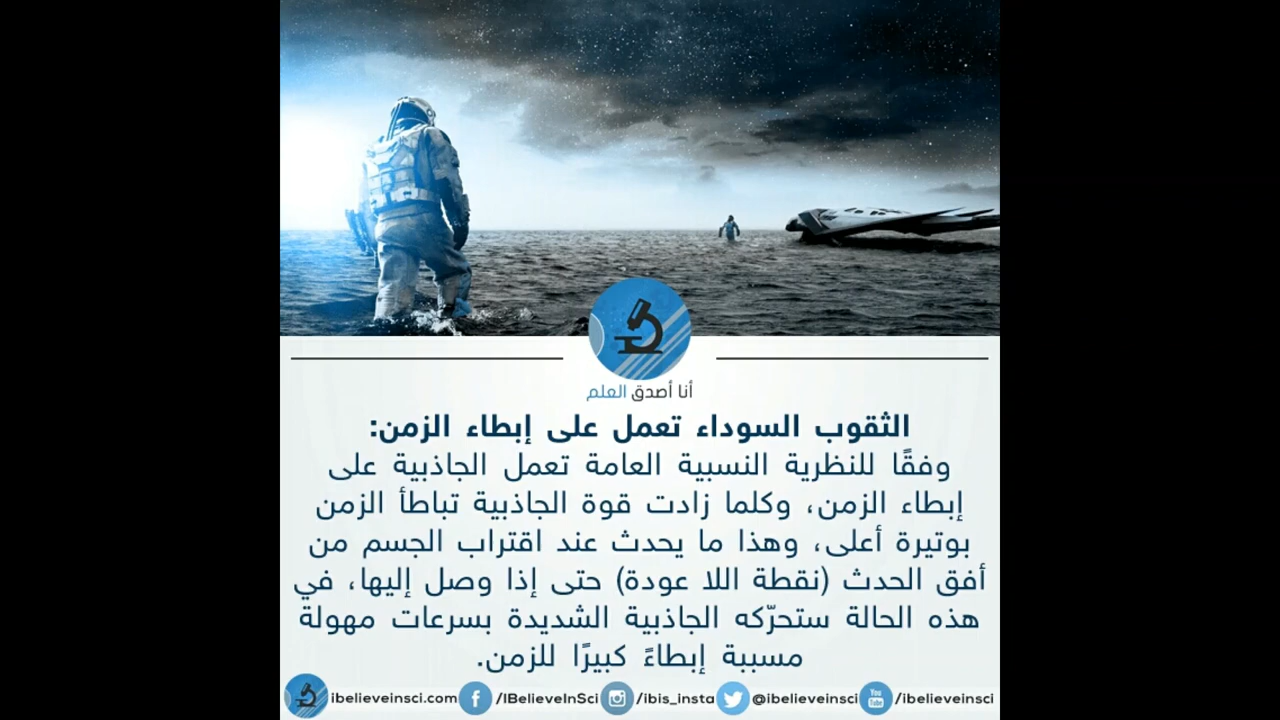 أنا أصدق العلم
الثقوب السوداء تعمل على إبطاء الزمن:
وفقًا للنظرية النسبية العامة تعمل الجاذبية على
إبطاء الزمن، وكلما زادت قوة الجاذبية تباطأ الزمن
بوتيرة أعلى، وهذا ما يحدث عند اقتراب الجسم من
أفق الحدث (نقطة اللا عودة) حتى إذا وصل إليها، في
هذه الحالة ستحرّكه الجاذبية الشديدة بسرعات مهولة
مسببة إبطاءً كبيرًا للزمن.
ibelieveinsci.com /IBelieveInSci /ibis_insta @ibelieveinsci You Tube /ibelieveinsci